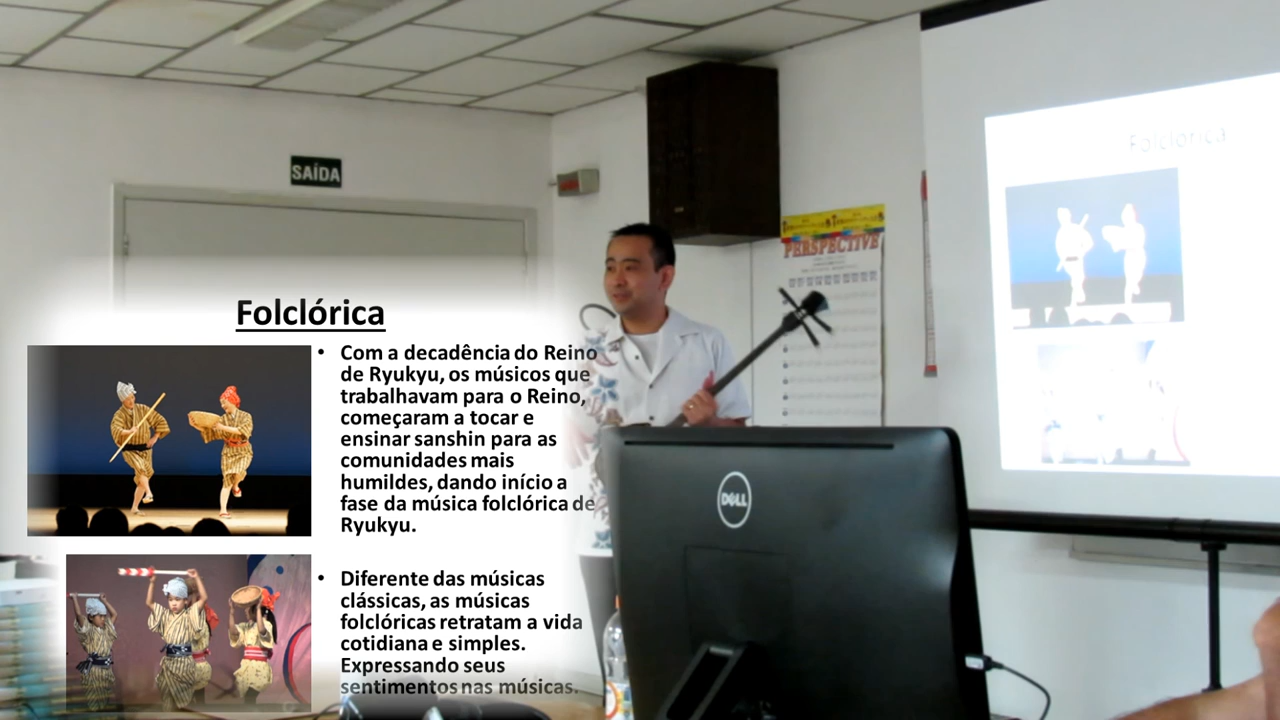 SAÍDA
PERSPECTIVE
Folclórica
Folclórica
• Com a decadência do Reino
de Ryukyu, os músicos que
trabalhavam para o Reino,
começaram a tocar e
ensinar sanshin para as
comunidades mais
humildes, dando início a
fase da música folclórica de
Ryukyu.
• Diferente das músicas
clássicas, as músicas
folclóricas retratam a vida
cotidiana e simples.
Expressando seus
sentimentos nas músicas.
DELL